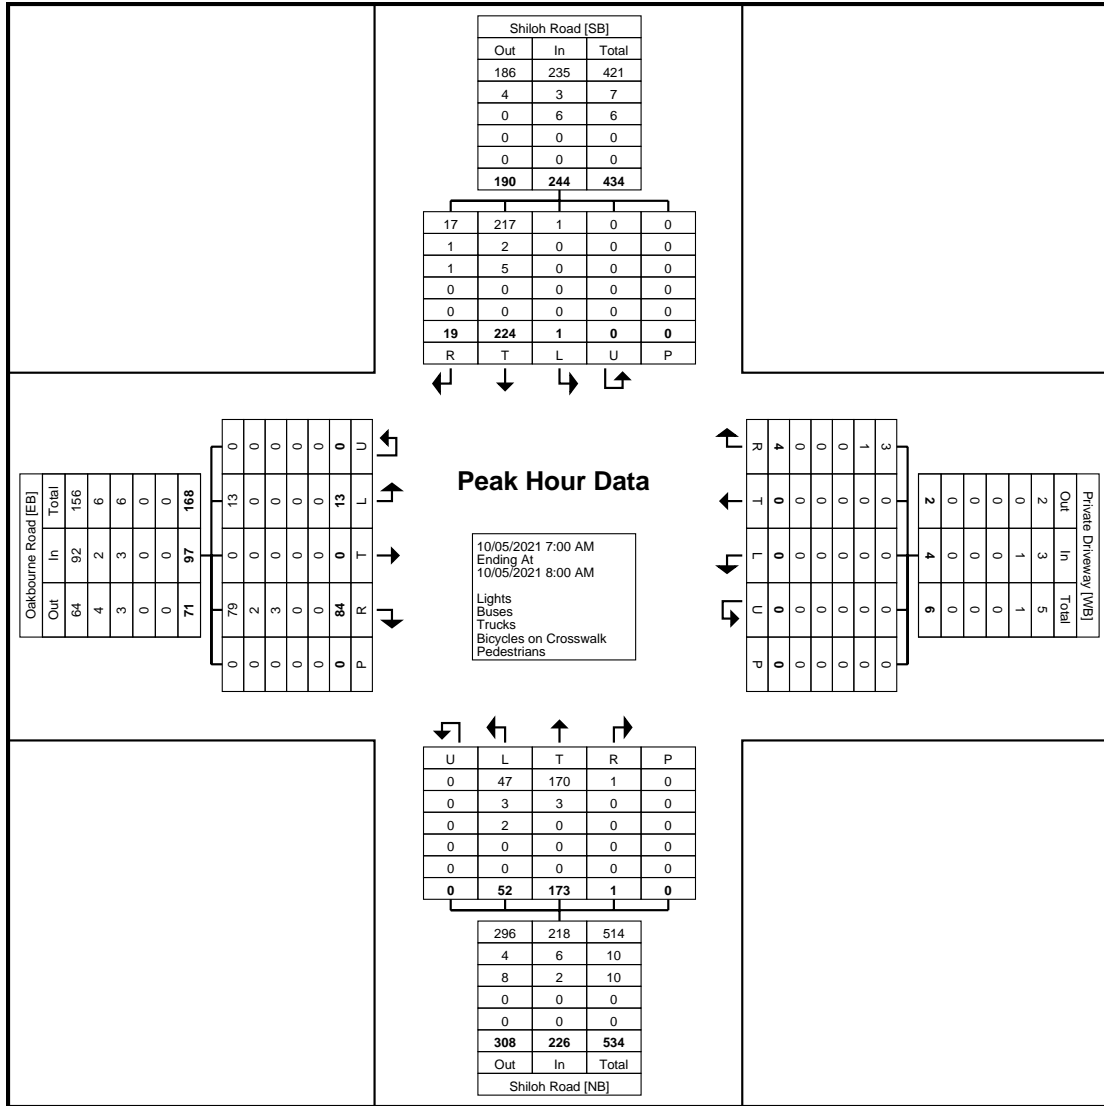 Shiloh Road [SB]
Out In Total
186 235 421
4 3 7
0 6 6
0 0 0
0 0 0
190 244 434
17 217 1 0 0
1 2 0 0 0
1 5 0 0 0
0 0 0 0 0
0 0 0 0 0
19 224 1 0 0
R T L U P
Oakbourne Road [EB]
Out In Total
64 92 156
4 2 6
3 3 6
0 0 0
0 0 0
71 97 168
0 79 0 13 0
0 2 0 0 0
0 3 0 0 0
0 0 0 0 0
0 0 0 0 0
0 84 0 13 0
P R T L U
Peak Hour Data
10/05/2021 7:00 AM
Ending At
10/05/2021 8:00 AM
Lights
Buses
Trucks
Bicycles on Crosswalk
Pedestrians
Private Driveway [WB]
Out In Total
2 3 5
0 1 1
0 0 0
0 0 0
0 0 0
2 4 6
3 0 0 0 0
1 0 0 0 0
0 0 0 0 0
0 0 0 0 0
0 0 0 0 0
4 0 0 0 0
R T L U P
U L T R P
0 47 170 1 0
0 3 3 0 0
0 2 0 0 0
0 0 0 0 0
0 0 0 0 0
0 52 173 1 0
296 218 514
4 6 10
8 2 10
0 0 0
0 0 0
308 226 534
Out In Total
Shiloh Road [NB]